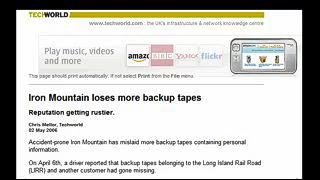 TECHWORLD
www.techworld.com : the UK's infrastructure & network knowledge centre
Play music, videos
and more
amazo
BBC
YAHOO!
flickr
This page should print automatically. If not select Print from the File menu.
Iron Mountain loses more backup tapes
Reputation getting rustier.
Chris Mellor, Techworld
02 May 2006
Accident-prone Iron Mountain has mislaid more backup tapes containing personal
information.
On April 6th, a driver reported that backup tapes belonging to the Long Island Rail Road
(LIRR) and another customer had gone missing.